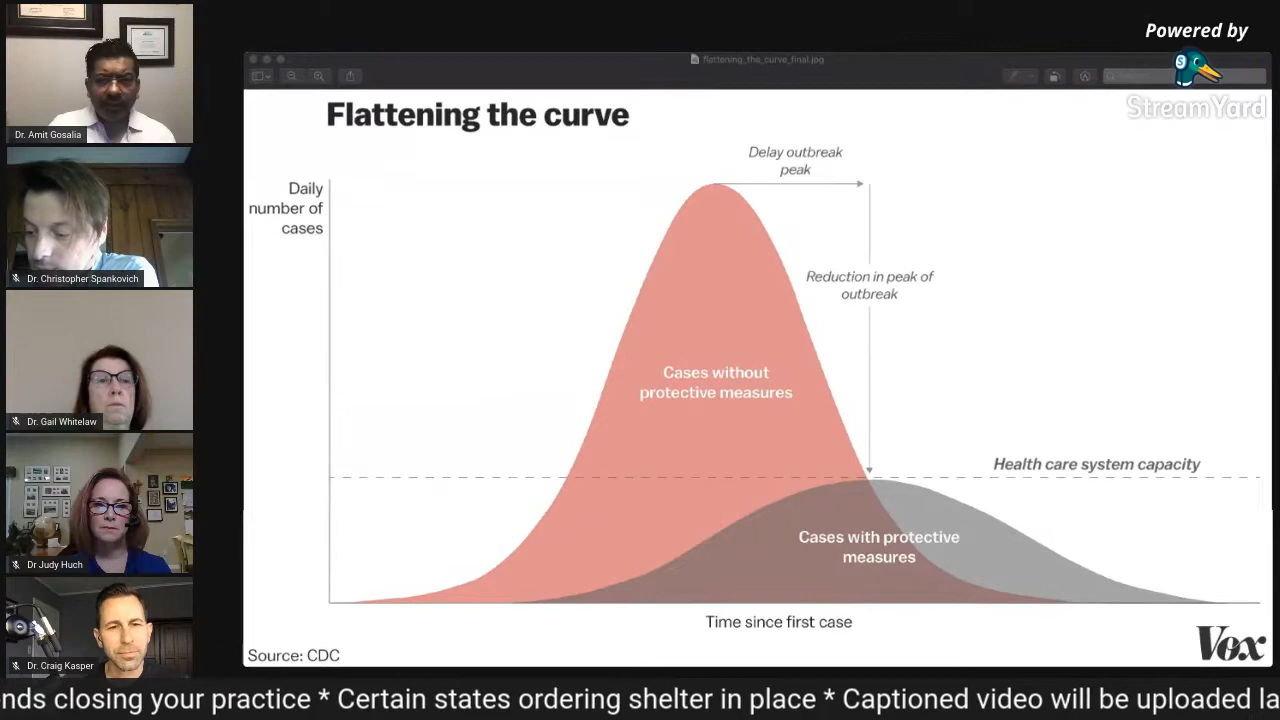 Powered by
StreamYard
flattening_the_curve_final.jpg
Flattening the curve
Daily
number of
cases
Delay outbreak
peak
Reduction in peak of
outbreak
Cases without
protective measures
Health care system capacity
Cases with protective
measures
Time since first case
Source: CDC
Vox
Dr. Amit Gosalia
Dr. Christopher Spankovich
Dr. Gail Whitelaw
Dr Judy Huch
Dr. Craig Kasper
nds closing your practice * Certain states ordering shelter in place * Captioned video will be uploaded la